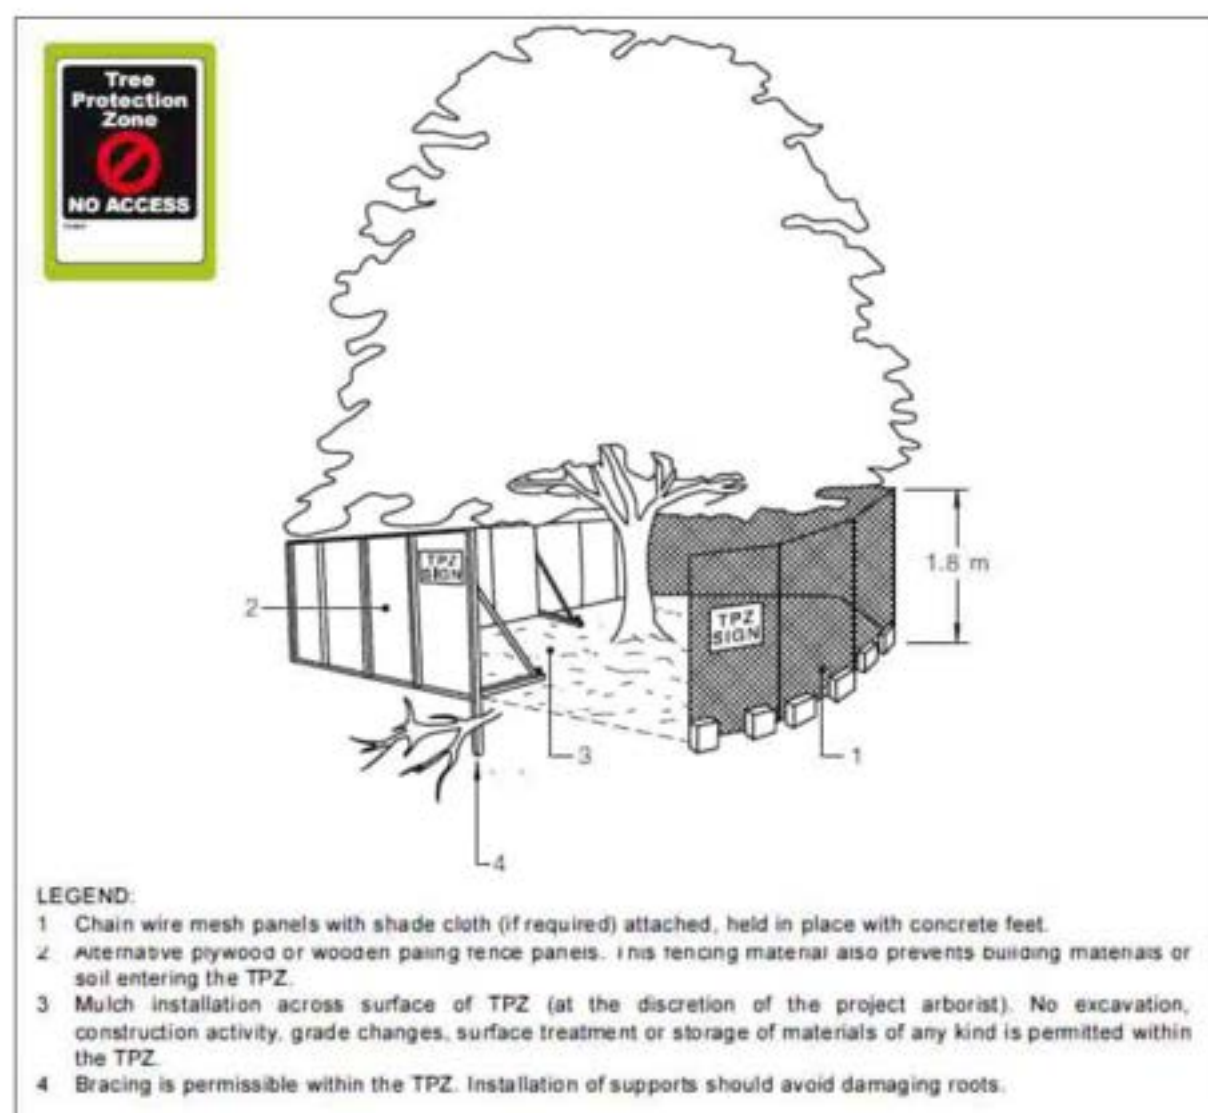 Tree
Protection
Zone
NO ACCESS
TPZ
SIGN
1.8 m
2
TPZ
SIGN
3
1
4
LEGEND:
1 Chain wire mesh panels with shade cloth (if required) attached, held in place with concrete feet.
2 Alternative plywood or wooden paling fence panels. This fencing material also prevents building materials or
soil entering the TPZ.
3 Mulch installation across surface of TPZ (at the discretion of the project arborist). No excavation,
construction activity, grade changes, surface treatment or storage of materials of any kind is permitted within
the TPZ.
4 Bracing is permissible within the TPZ. Installation of supports should avoid damaging roots.